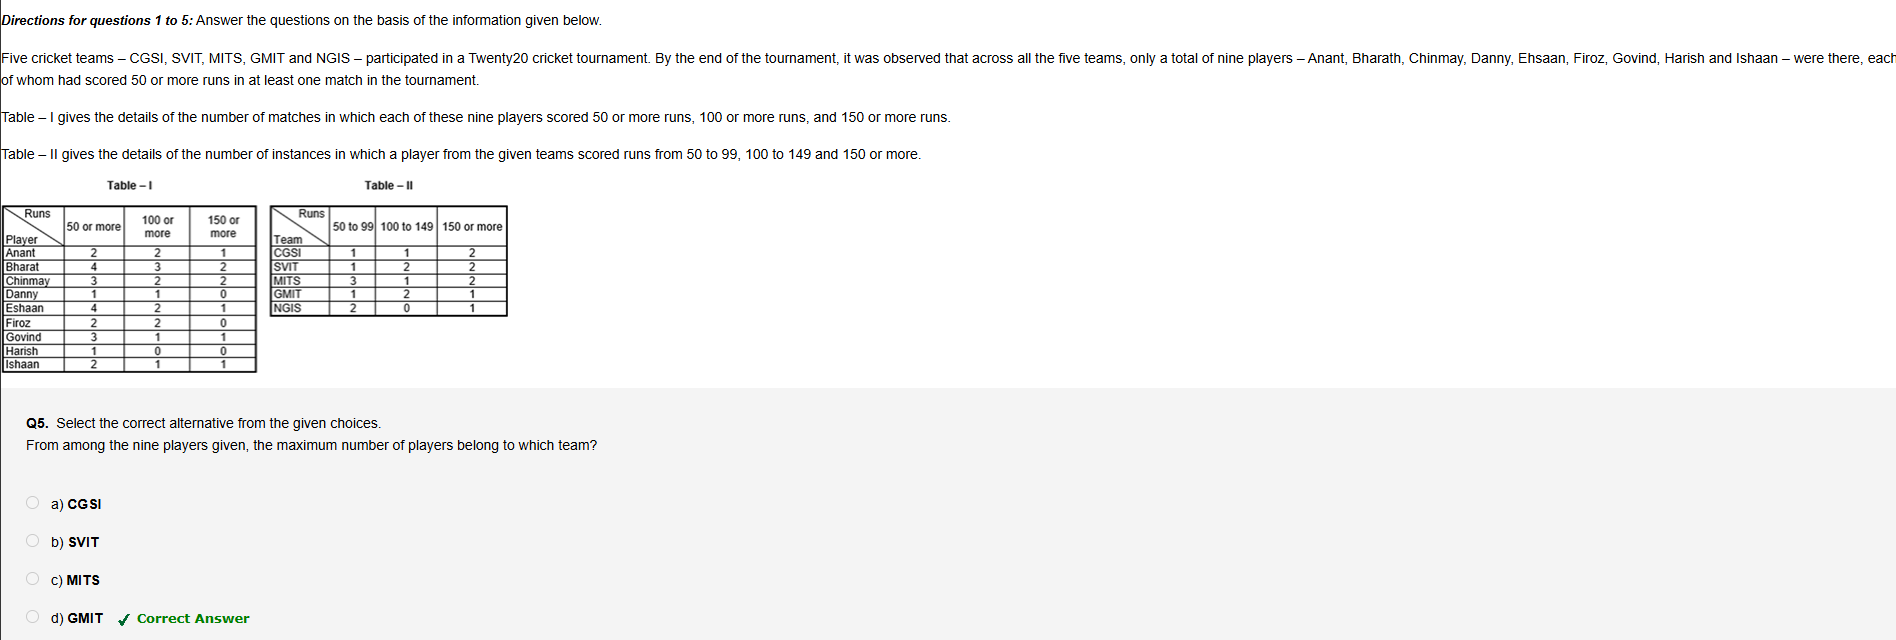 Directions for questions 1 to 5: Answer the questions on the basis of the information given below.
Five cricket teams – CGSI, SVIT, MITS, GMIT and NGIS – participated in a Twenty20 cricket tournament. By the end of the tournament, it was observed that across all the five teams, only a total of nine players – Anant, Bharath, Chinmay, Danny, Ehsaan, Firoz, Govind, Harish and Ishaan – were there, each
of whom had scored 50 or more runs in at least one match in the tournament.
Table – I gives the details of the number of matches in which each of these nine players scored 50 or more runs, 100 or more runs, and 150 or more runs.
Table – II gives the details of the number of instances in which a player from the given teams scored runs from 50 to 99, 100 to 149 and 150 or more.
Table – I
Runs
Player
50 or more
100 or
more
150 or
more
Anant 2 2 1
Bharat 4 3 2
Chinmay 3 2 2
Danny 1 1 0
Eshaan 4 2 1
Firoz 2 2 0
Govind 3 1 1
Harish 1 0 0
Ishaan 2 1 1
Table – II
Runs
Team
50 to 99 100 to 149 150 or more
CGSI 1 1 2
SVIT 1 2 2
MITS 3 1 2
GMIT 1 2 1
NGIS 2 0 1
Q5. Select the correct alternative from the given choices.
From among the nine players given, the maximum number of players belong to which team?
a) CGSI
b) SVIT
c) MITS
d) GMIT ✓ Correct Answer